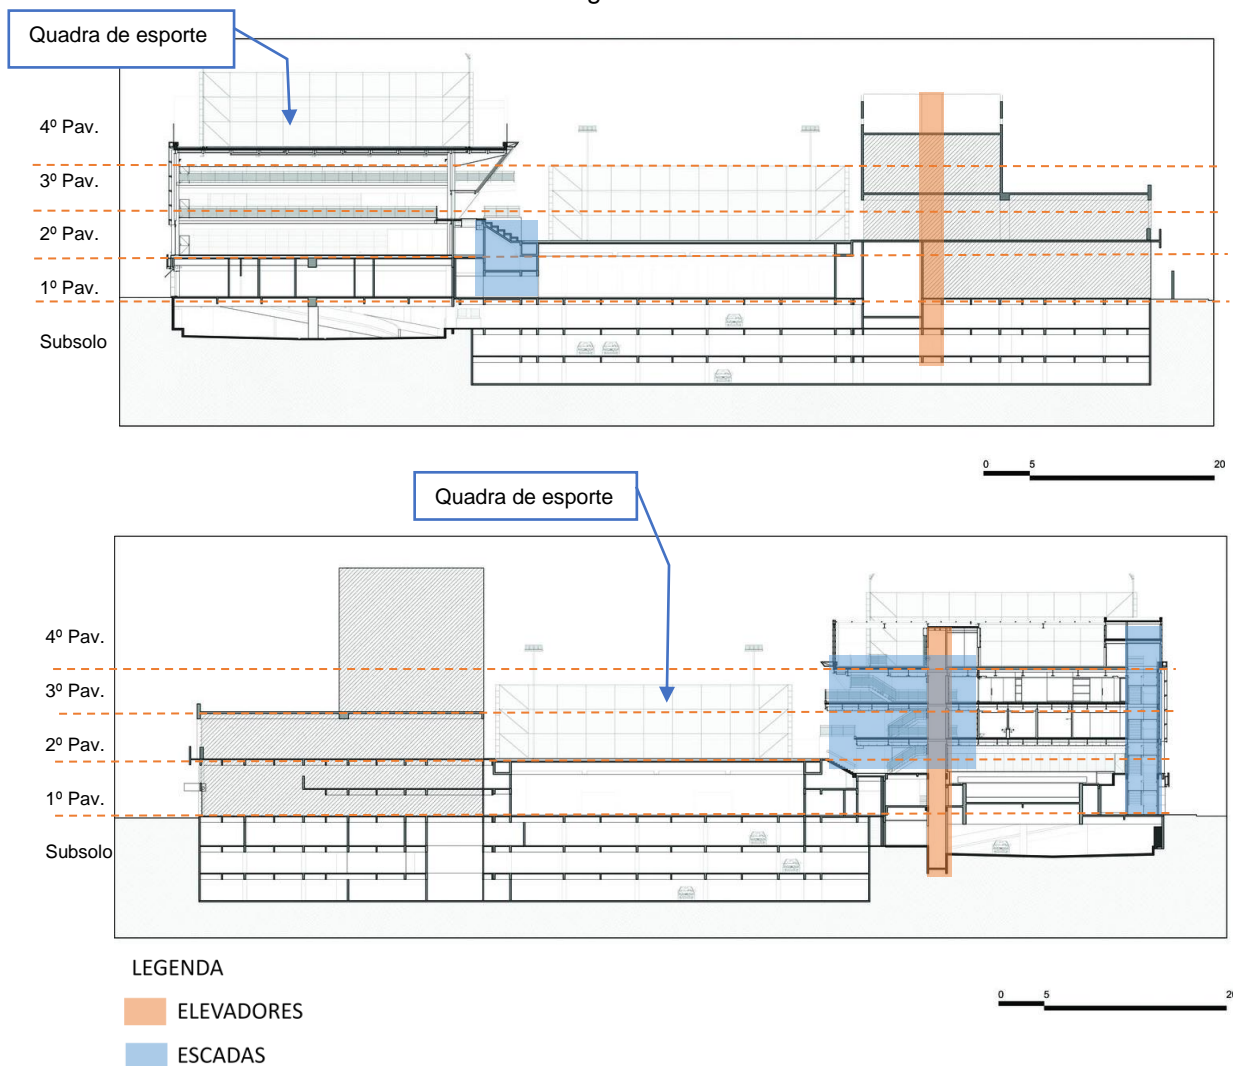 Quadra de esporte
4º Pav.
3º Pav.
2º Pav.
1º Pav.
Subsolo
0 5 20
Quadra de esporte
4º Pav.
3º Pav.
2º Pav.
1º Pav.
Subsolo
LEGENDA
0 5 20
ELEVADORES
ESCADAS